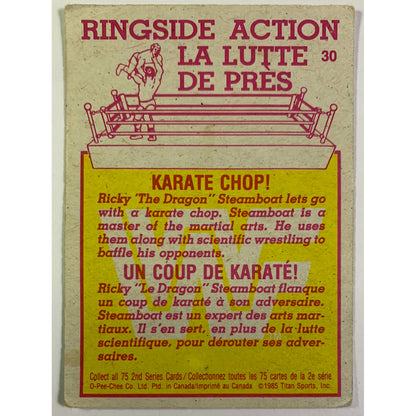 RINGSIDE ACTION
LA LUTTE 30
DE PRÈS
KARATE CHOP!
Ricky "The Dragon" Steamboat lets go
with a karate chop. Steamboat is a
master of the martial arts. He uses
them along with scientific wrestling to
baffle his opponents.
UN COUP DE KARATÉ!
Ricky "Le Dragon" Steamboat flanque
un coup de karaté à son adversaire.
Steamboat est un expert des arts mar-
tiaux. Il s'en sert, en plus de la lutte
scientifique, pour dérouter ses adver-
saires.
Collect all 75 2nd Series Cards/Collectionnez toutes les 75 cartes de la 2e série
O-Pee-Chee Co. Ltd. Ptd. in Canada/Imprimé au Canada ©1985 Titan Sports, Inc.